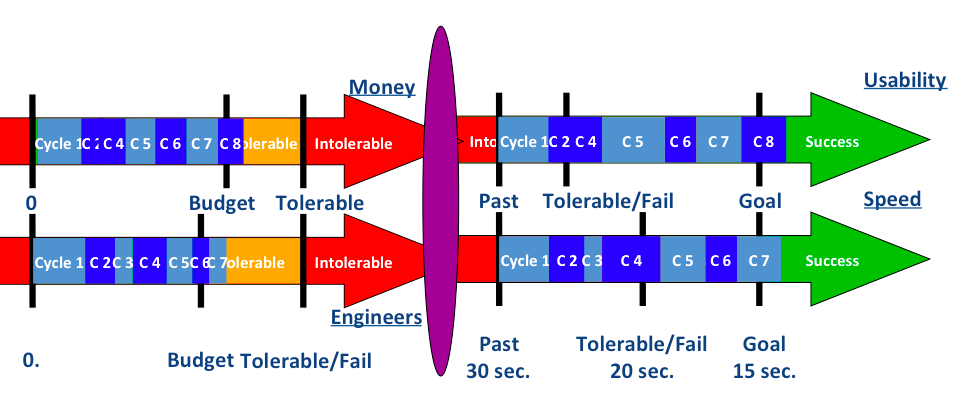 Money
Usability
Cycle 1 C 2 C 4 C 5 C 6 C 7 C 8 olerable Intolerable
Into Cycle 1 C 2 C 4 C 5 C 6 C 7 C 8 Success
0 Budget Tolerable
Past Tolerable/Fail Goal
Speed
Cycle 1 C 2 C 3 C 4 C 5 C 6 C 7 olerable Intolerable
Cycle 1 C 2 C 3 C 4 C 5 C 6 C 7 Success
Engineers
0. Budget Tolerable/Fail
Past Tolerable/Fail Goal
30 sec. 20 sec. 15 sec.